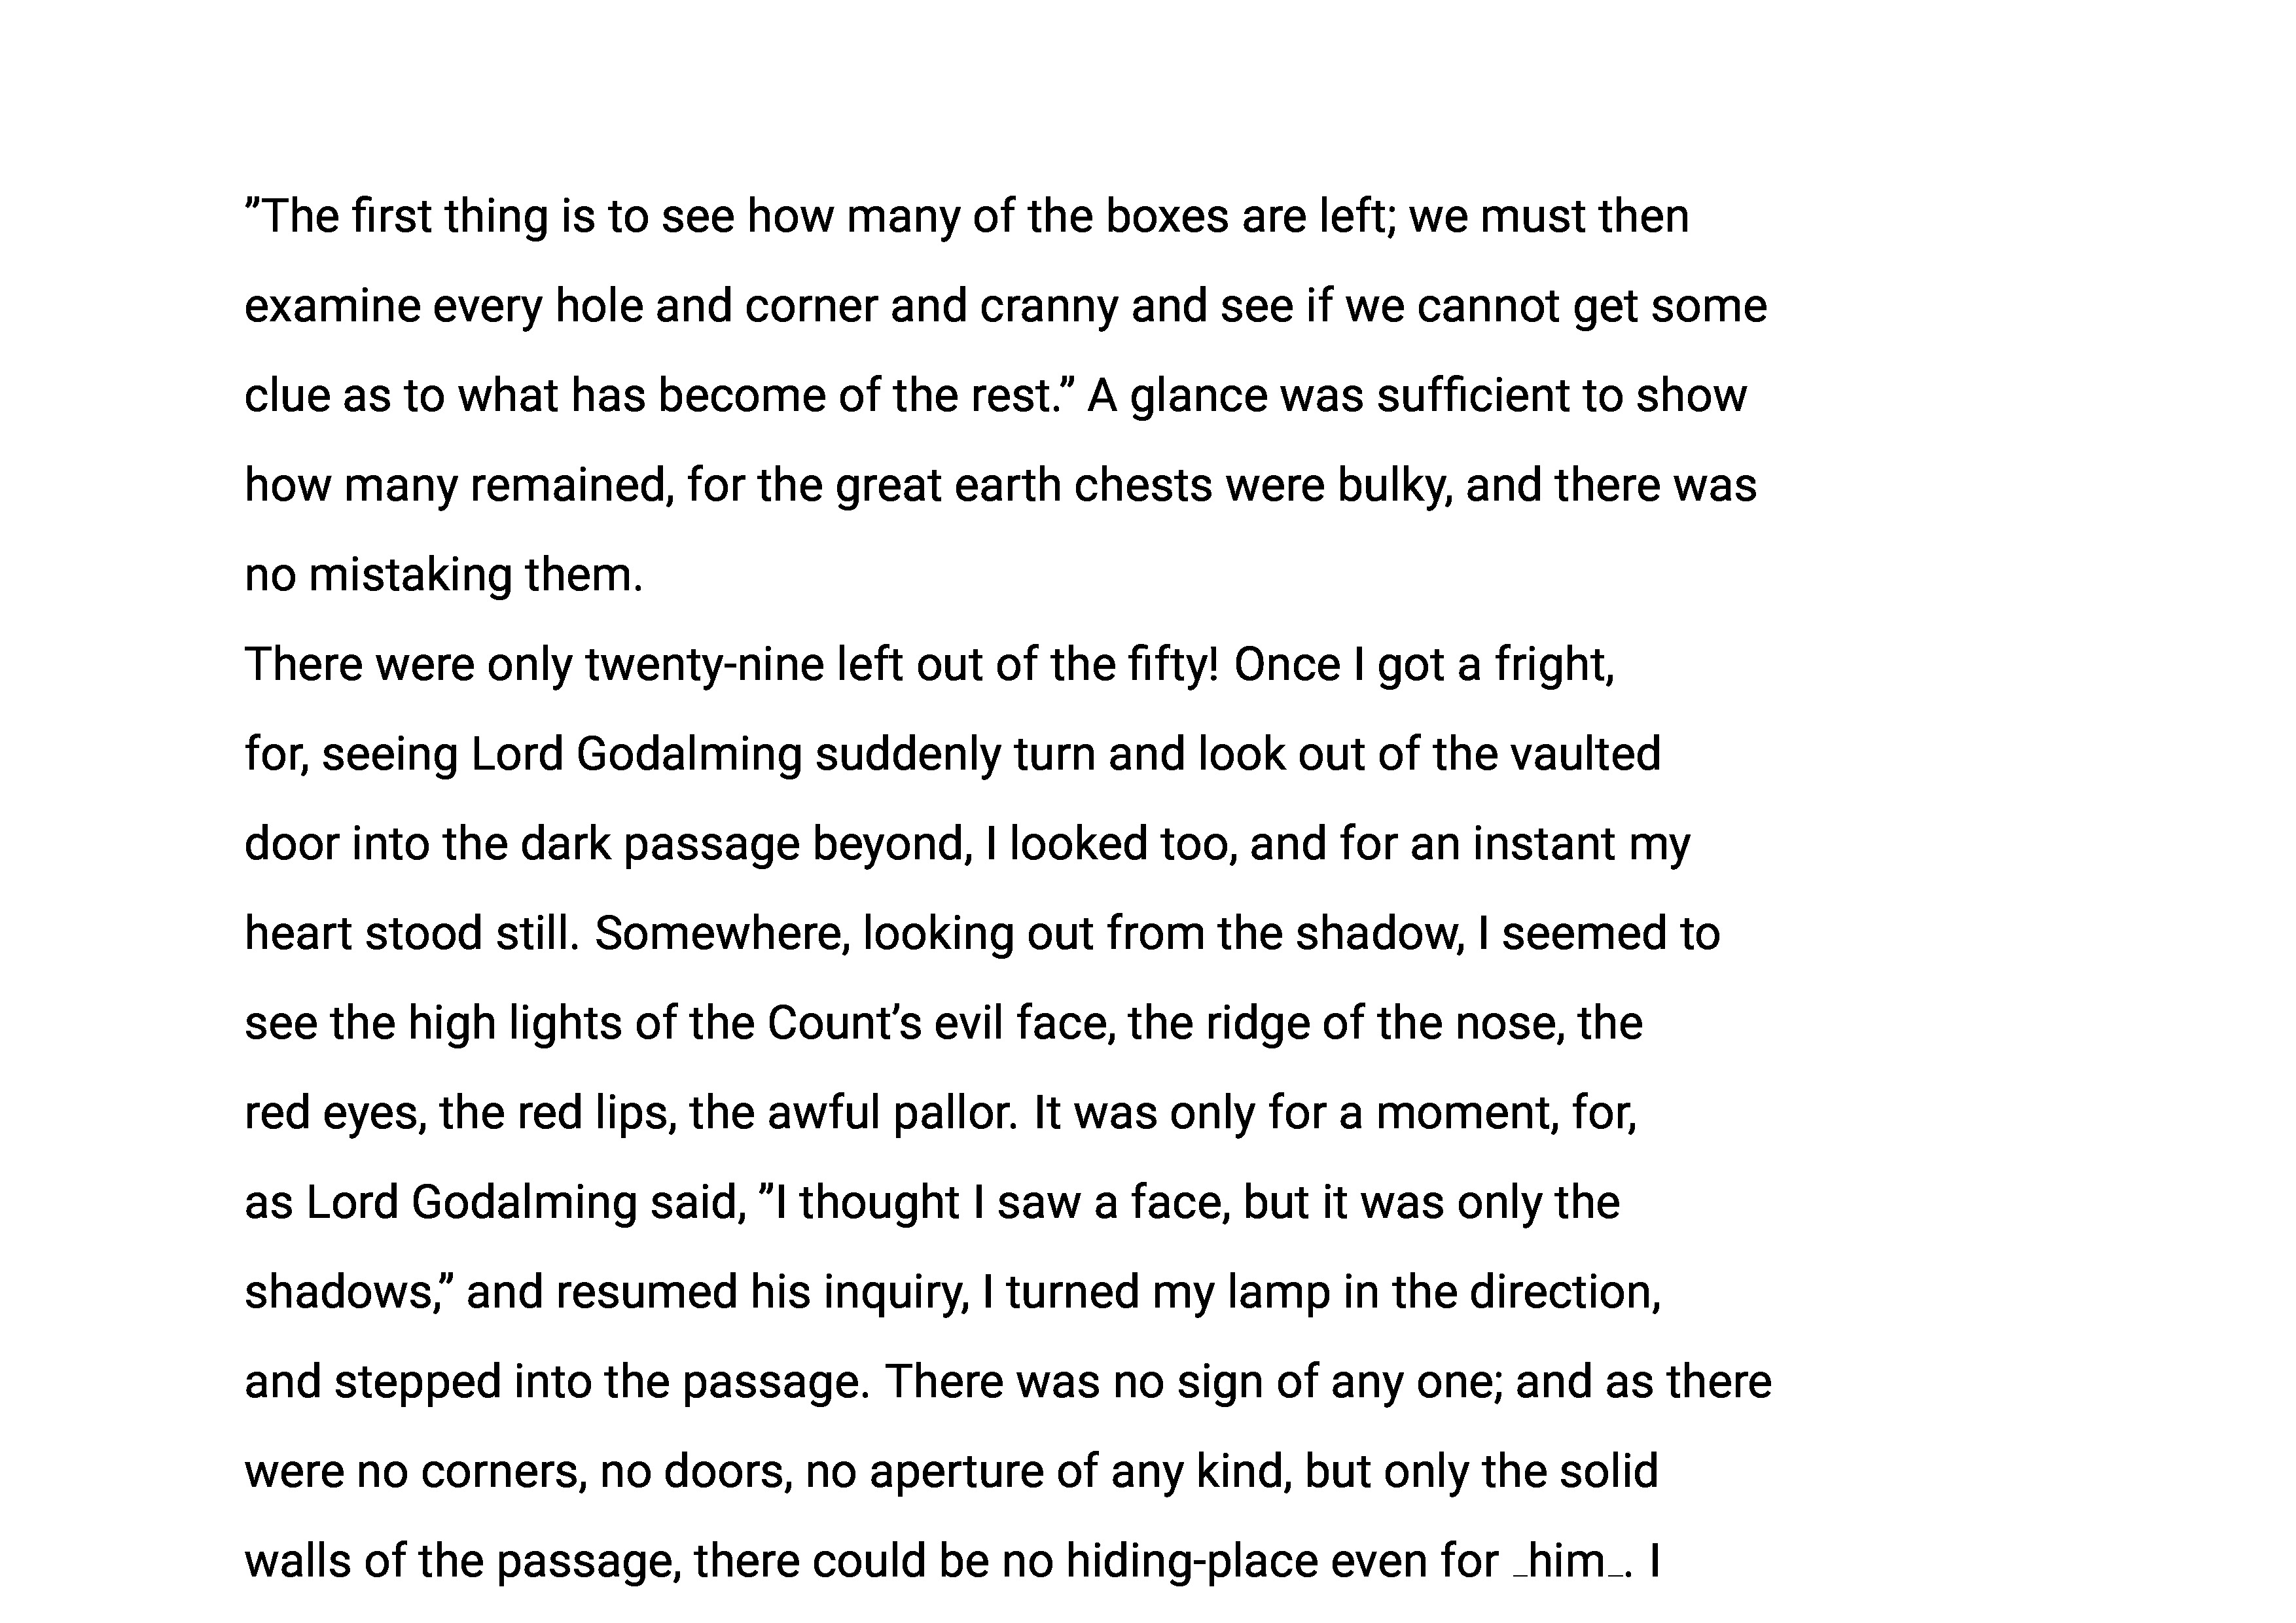 ”The first thing is to see how many of the boxes are left; we must then
examine every hole and corner and cranny and see if we cannot get some
clue as to what has become of the rest.” A glance was sufficient to show
how many remained, for the great earth chests were bulky, and there was
no mistaking them.
There were only twenty-nine left out of the fifty! Once I got a fright,
for, seeing Lord Godalming suddenly turn and look out of the vaulted
door into the dark passage beyond, I looked too, and for an instant my
heart stood still. Somewhere, looking out from the shadow, I seemed to
see the high lights of the Count’s evil face, the ridge of the nose, the
red eyes, the red lips, the awful pallor. It was only for a moment, for,
as Lord Godalming said, ”I thought I saw a face, but it was only the
shadows,” and resumed his inquiry, I turned my lamp in the direction,
and stepped into the passage. There was no sign of any one; and as there
were no corners, no doors, no aperture of any kind, but only the solid
walls of the passage, there could be no hiding-place even for _him_. I